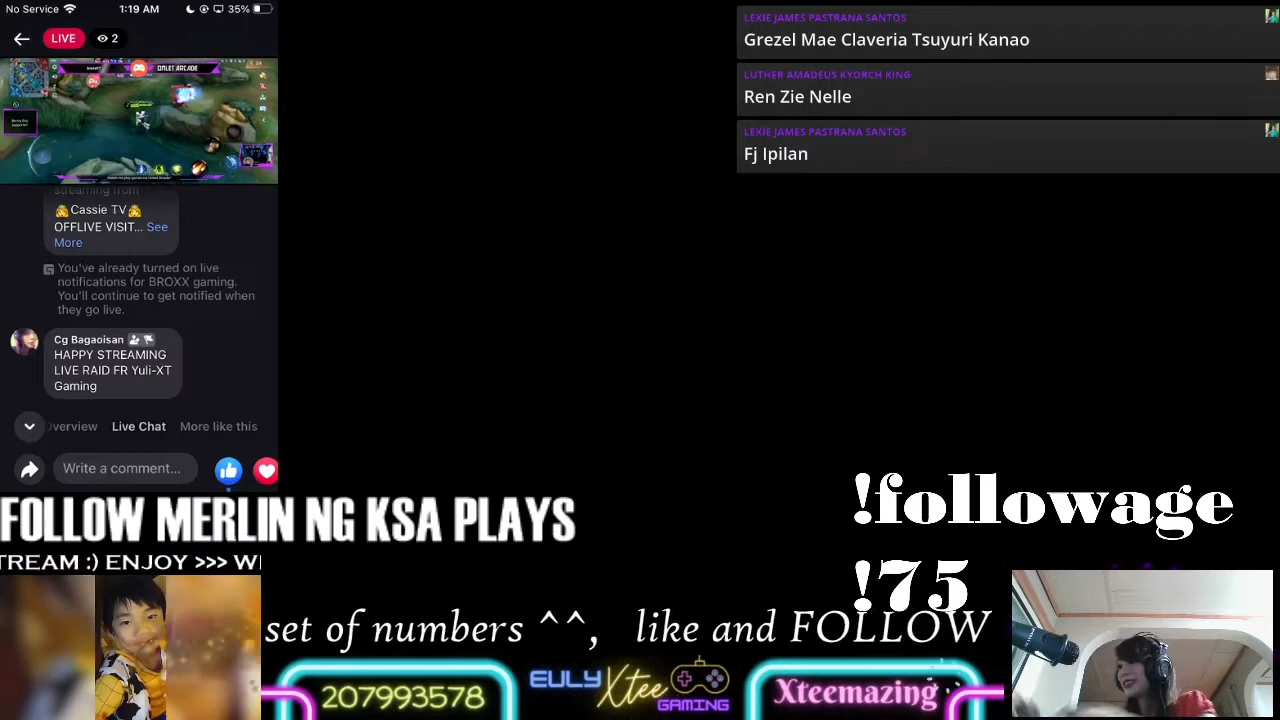 No Service 1:19 AM 35%
LIVE 2
OMLET ARCADE
streaming from
Cassie TV
OFFLIVE VISIT... See
More
You've already turned on live
notifications for BROXX gaming.
You'll continue to get notified when
they go live.
Cg Bagaoisan
HAPPY STREAMING
LIVE RAID FR Yuli-XT
Gaming
Overview Live Chat More like this
Write a comment...
LEXIE JAMES PASTRANA SANTOS
Grezel Mae Claveria Tsuyuri Kanao
LUTHER AMADEUS KYORCH KING
Ren Zie Nelle
LEXIE JAMES PASTRANA SANTOS
Fj Ipilan
FOLLOW MERLIN NG KSA PLAYS
TREAM :) ENJOY >>> WI
!followage
!75
set of numbers ^^, like and FOLLOW
207993578
EULY Xtee GAMING
Xteemazing